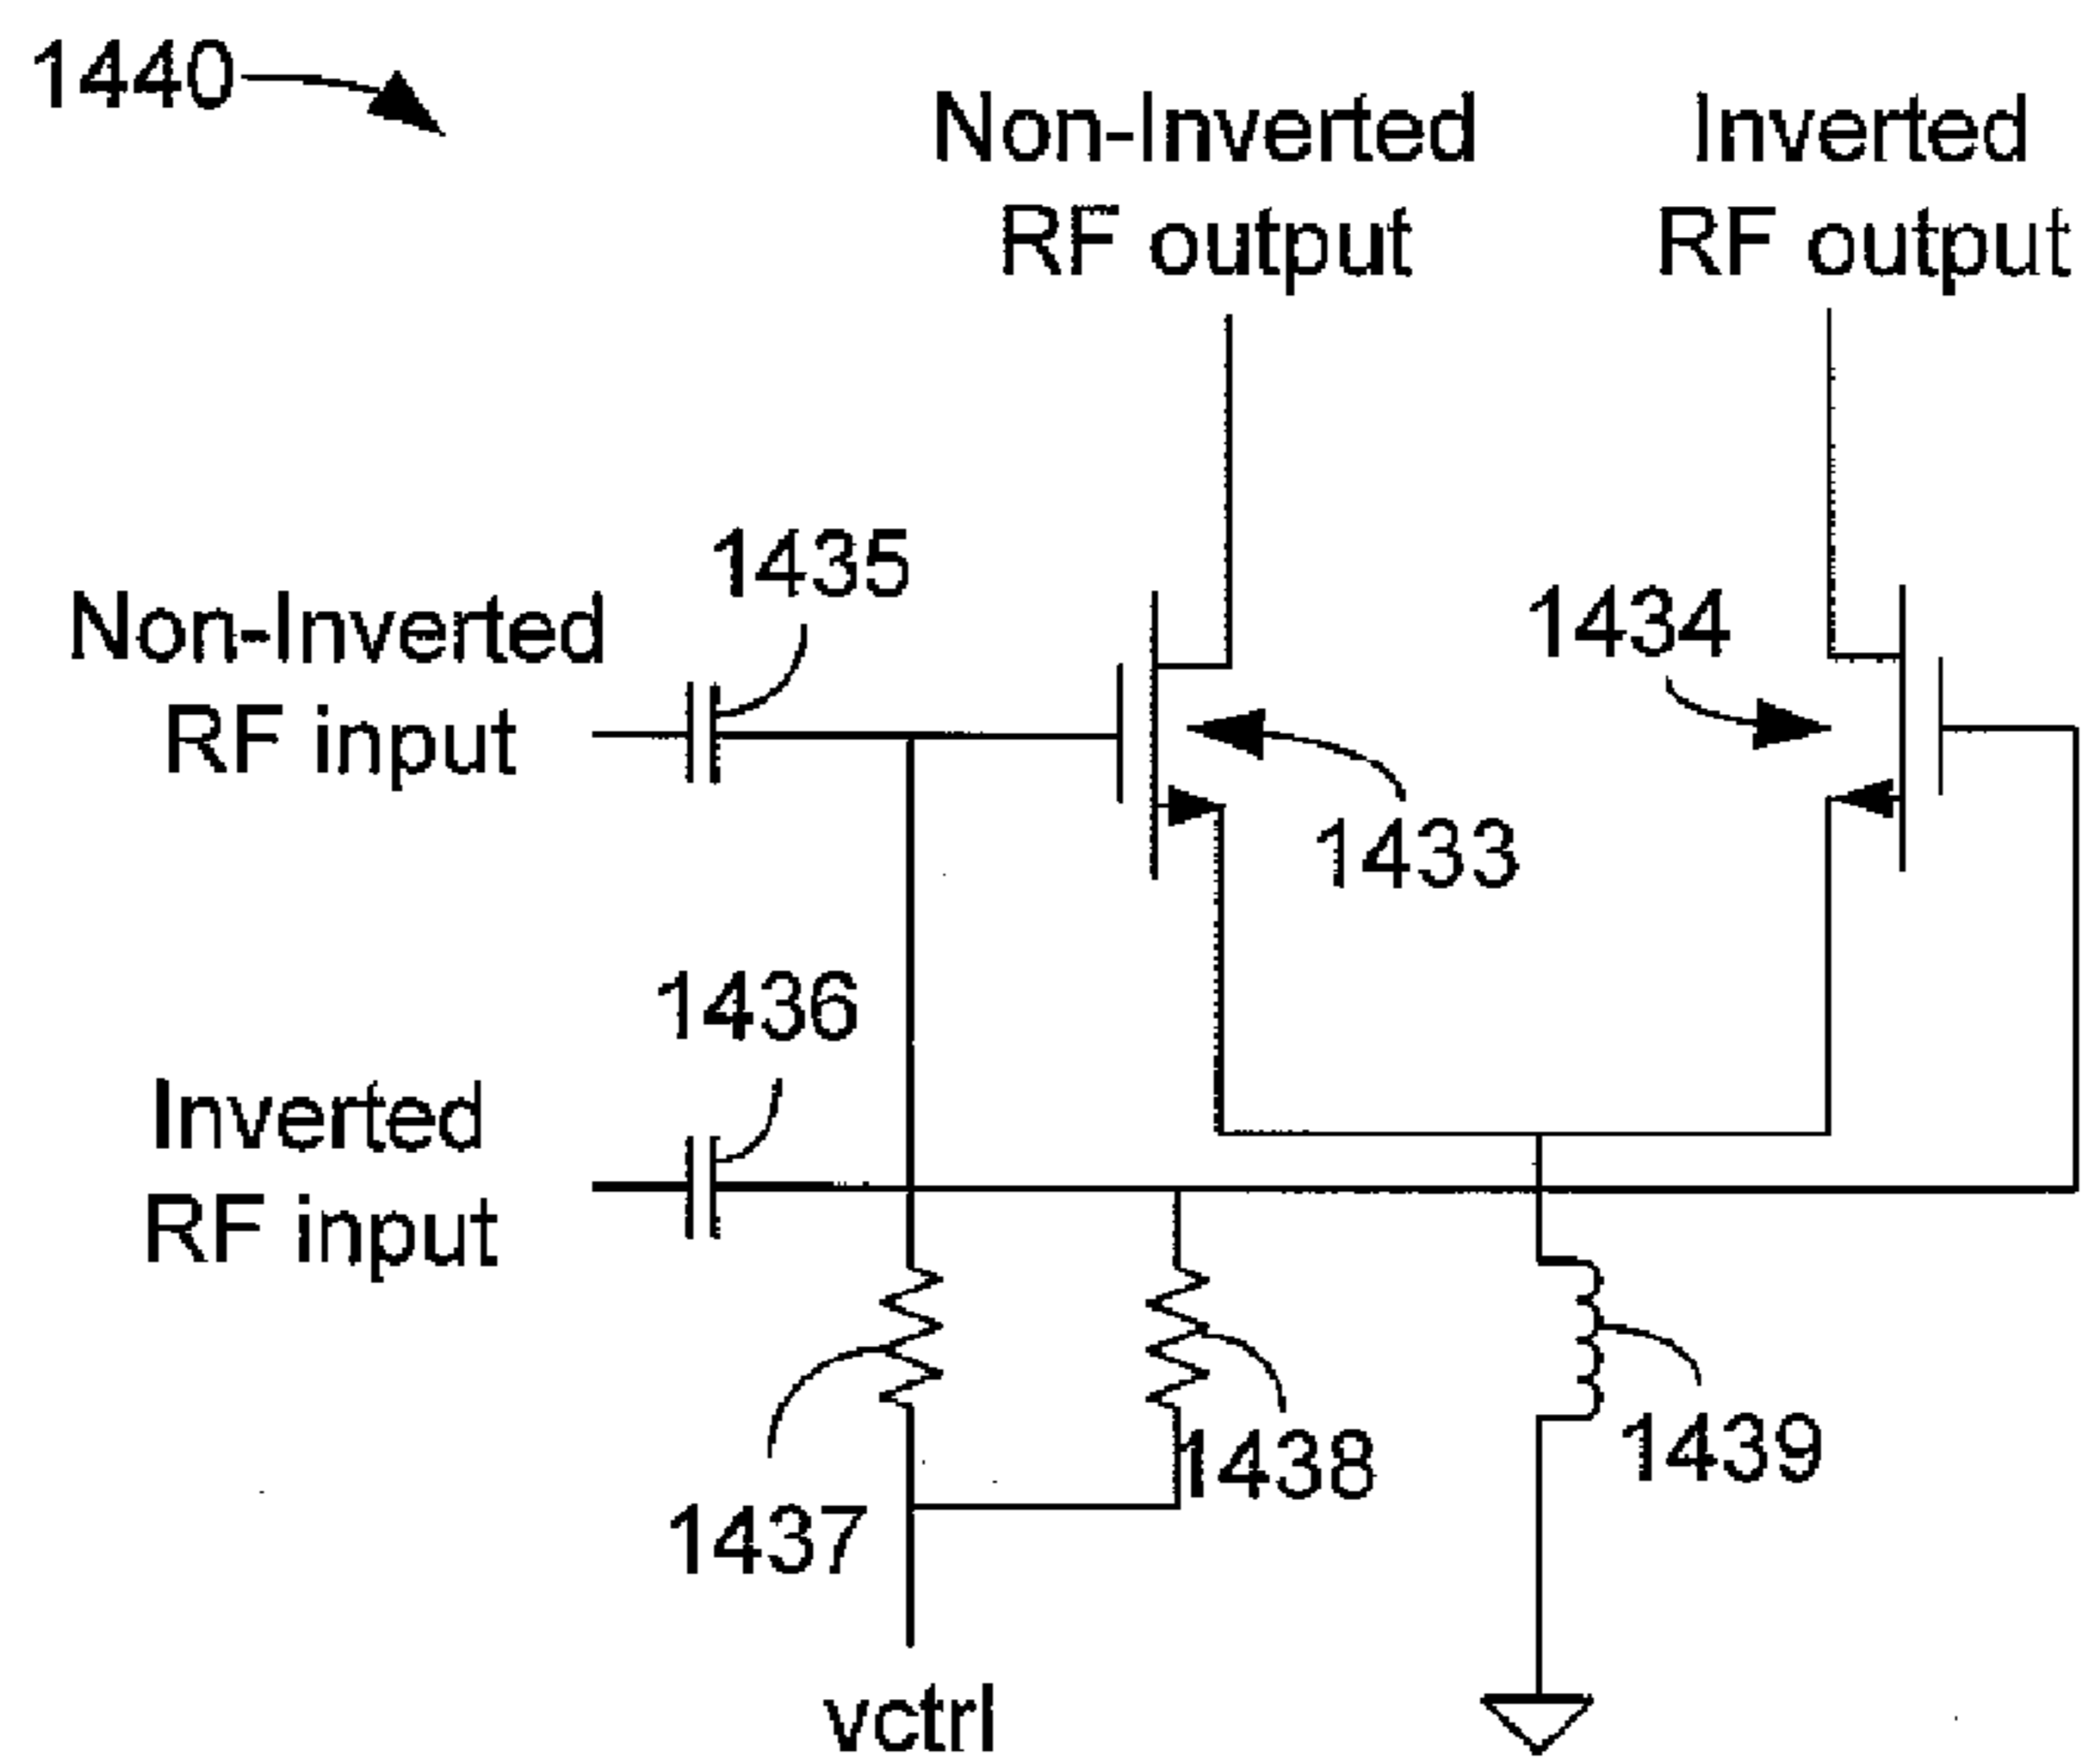 1440
Non-Inverted
RF output
Inverted
RF output
1435
Non-Inverted
RF input
1434
1433
1436
Inverted
RF input
1437
1438
1439
vctrl